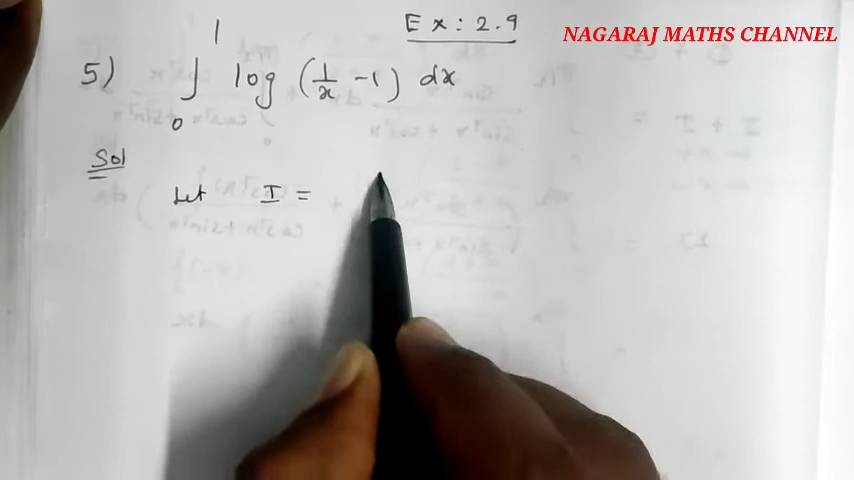 Ex: 2.9
NAGARAJ MATHS CHANNEL
5) ∫₀¹ log (1/x - 1) dx
Sol
Let I =